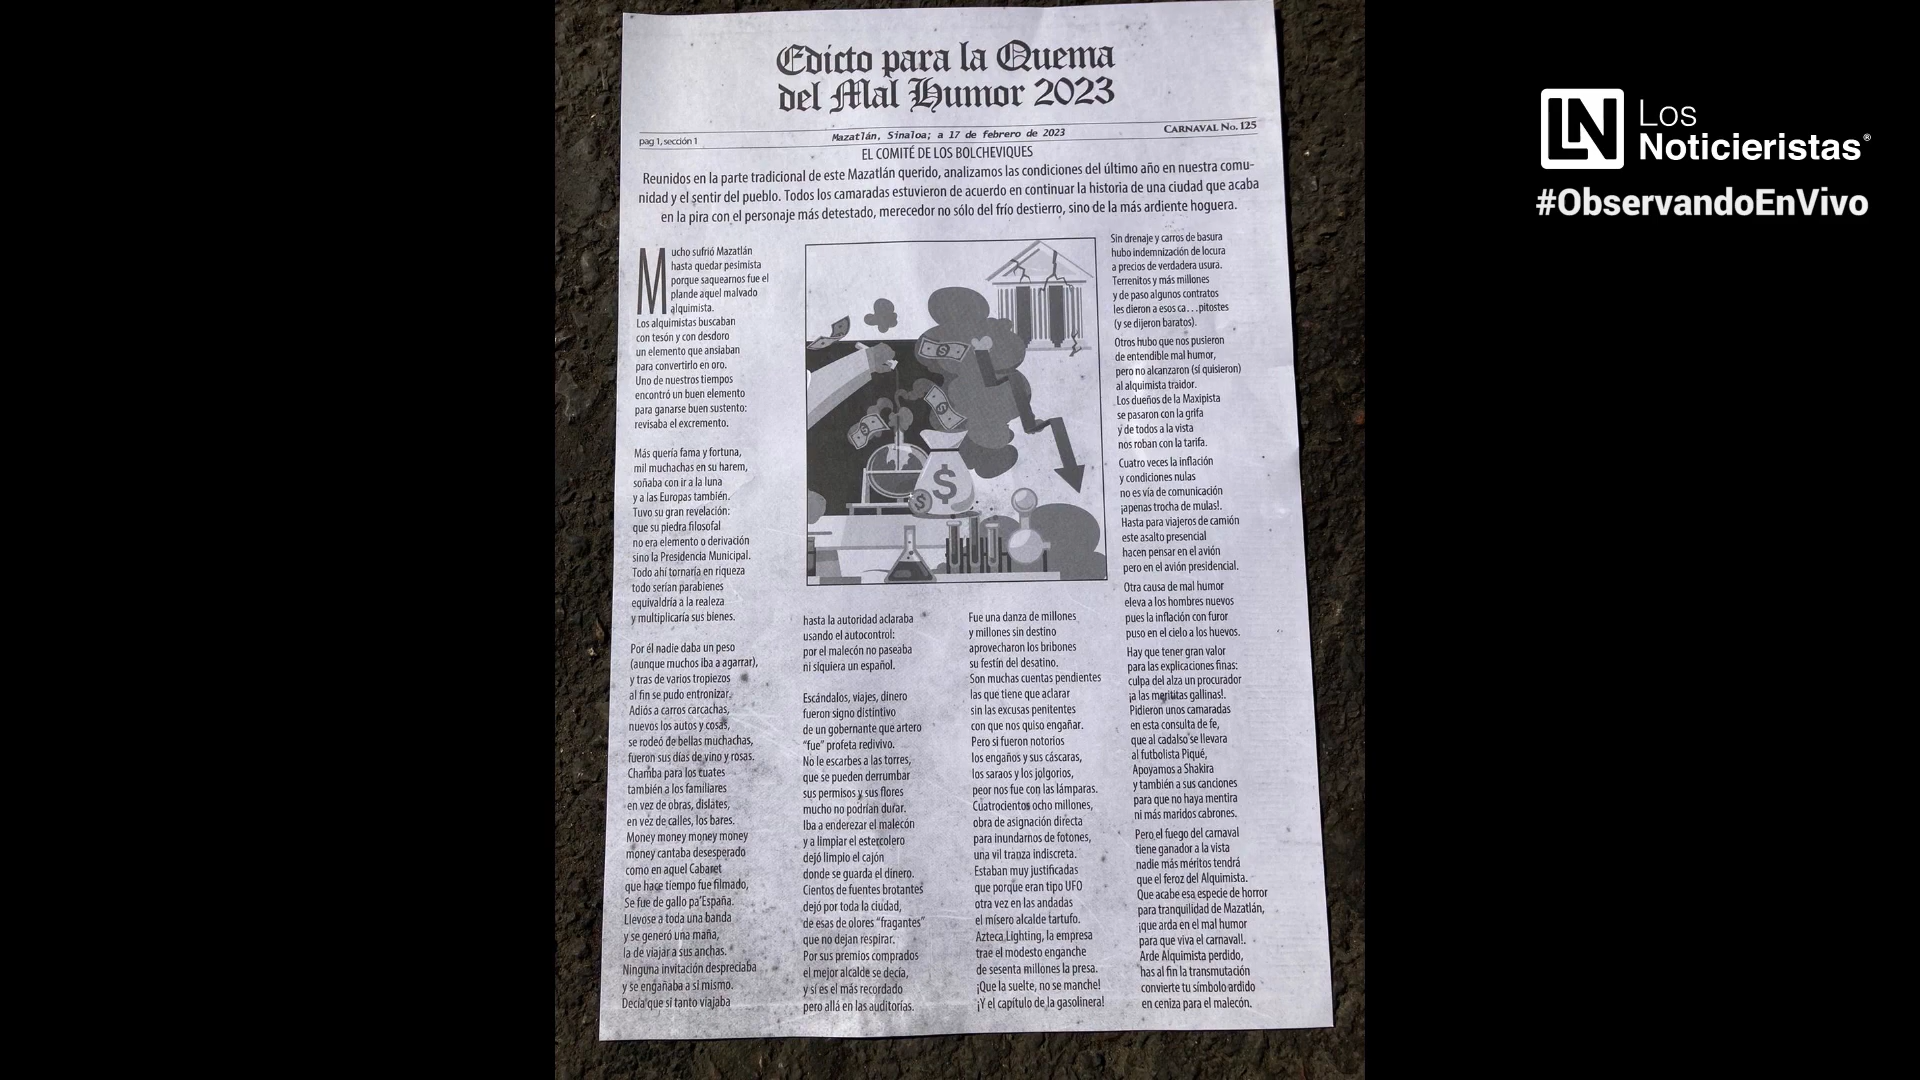 Edicto para la Quema
del Mal Humor 2023
pag 1, sección 1
Mazatlán, Sinaloa; a 17 de febrero de 2023
CARNAVAL No. 125
EL COMITÉ DE LOS BOLCHEVIQUES
Reunidos en la parte tradicional de este Mazatlán querido, analizamos las condiciones del último año en nuestra comu-
nidad y el sentir del pueblo. Todos los camaradas estuvieron de acuerdo en continuar la historia de una ciudad que acaba
en la pira con el personaje más detestado, merecedor no sólo del frío destierro, sino de la más ardiente hoguera.
Mucho sufrió Mazatlán
hasta quedar pesimista
porque saquearnos fue el
plande aquel malvado
alquimista.
Los alquimistas buscaban
con tesón y con desdoro
un elemento que ansiaban
para convertirlo en oro.
Uno de nuestros tiempos
encontró un buen elemento
para ganarse buen sustento:
revisaba el excremento.
Más quería fama y fortuna,
mil muchachas en su harem,
soñaba con ir a la luna
y a las Europas también.
Tuvo su gran revelación:
que su piedra filosofal
no era elemento o derivación
sino la Presidencia Municipal.
Todo ahí tornaría en riqueza
todo serían parabienes
equivaldría a la realeza
y multiplicaría sus bienes.
Por él nadie daba un peso
(aunque muchos iba a agarrar),
y tras de varios tropiezos
al fin se pudo entronizar.
Adiós a carros carcachas,
nuevos los autos y cosas,
se rodeó de bellas muchachas,
fueron sus días de vino y rosas.
Chamba para los cuates
también a los familiares
en vez de obras, dislates,
en vez de calles, los bares.
Money money money money
money cantaba desesperado
como en aquel Cabaret
que hace tiempo fue filmado,
Se fue de gallo pa'España.
Llevose a toda una banda
y se generó una maña,
la de viajar a sus anchas.
Ninguna invitación despreciaba
y se engañaba a sí mismo.
Decía que si tanto viajaba
hasta la autoridad aclaraba
usando el autocontrol:
por el malecón no paseaba
ni siquiera un español.
Escándalos, viajes, dinero
fueron signo distintivo
de un gobernante que artero
"fue" profeta redivivo.
No le escarbes a las torres,
que se pueden derrumbar
sus permisos y sus flores
mucho no podrían durar.
Iba a enderezar el malecón
y a limpiar el estercolero
dejó limpio el cajón
donde se guarda el dinero.
Cientos de fuentes brotantes
dejó por toda la ciudad,
de esas de olores "fragantes"
que no dejan respirar.
Por sus premios comprados
el mejor alcalde se decía,
y sí es el más recordado
pero allá en las auditorías.
Fue una danza de millones
y millones sin destino
aprovecharon los bribones
su festín del desatino.
Son muchas cuentas pendientes
las que tiene que aclarar
sin las excusas penitentes
con que nos quiso engañar.
Pero si fueron notorios
los engaños y sus cáscaras,
los saraos y los jolgorios,
peor nos fue con las lámparas.
Cuatrocientos ocho millones,
obra de asignación directa
para inundarnos de fotones,
una vil tranza indiscreta.
Estaban muy justificadas
que porque eran tipo UFO
otra vez en las andadas
el mísero alcalde tartufo.
Azteca Lighting, la empresa
trae el modesto enganche
de sesenta millones la presa.
¡Que la suelte, no se manche!
¡Y el capítulo de la gasolinera!
Sin drenaje y carros de basura
hubo indemnización de locura
a precios de verdadera usura.
Terrenitos y más millones
y de paso algunos contratos
les dieron a esos ca...pitostes
(y se dijeron baratos).
Otros hubo que nos pusieron
de entendible mal humor,
pero no alcanzaron (sí quisieron)
al alquimista traidor.
Los dueños de la Maxipista
se pasaron con la grifa
y de todos a la vista
nos roban con la tarifa.
Cuatro veces la inflación
y condiciones nulas
no es vía de comunicación
¡apenas trocha de mulas!.
Hasta para viajeros de camión
este asalto presencial
hacen pensar en el avión
pero en el avión presidencial.
Otra causa de mal humor
eleva a los hombres nuevos
pues la inflación con furor
puso en el cielo a los huevos.
Hay que tener gran valor
para las explicaciones finas:
culpa del alza un procurador
¡a las merititas gallinas!.
Pidieron unos camaradas
en esta consulta de fe,
que al cadalso se llevara
al futbolista Piqué,
Apoyamos a Shakira
y también a sus canciones
para que no haya mentira
ni más maridos cabrones.
Pero el fuego del carnaval
tiene ganador a la vista
nadie más méritos tendrá
que el feroz del Alquimista.
Que acabe esa especie de horror
para tranquilidad de Mazatlán,
¡que arda en el mal humor
para que viva el carnaval!.
Arde Alquimista perdido,
has al fin la transmutación
convierte tu símbolo ardido
en ceniza para el malecón.
LN Los
Noticieristas®
#ObservandoEnVivo